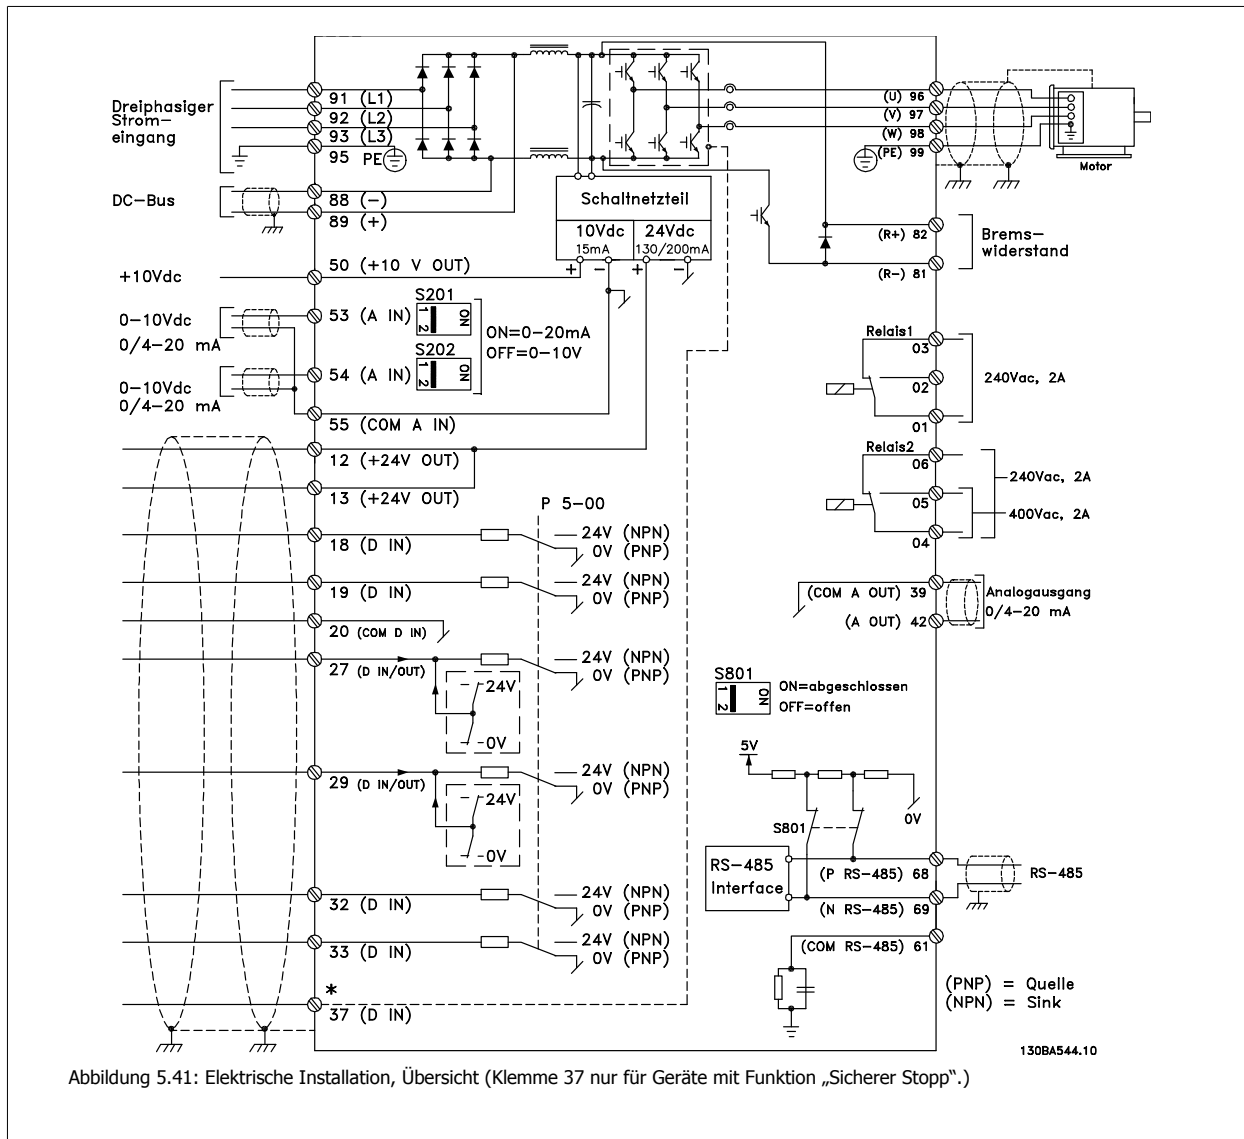 Dreiphasiger
Strom-
eingang
91 (L1)
92 (L2)
93 (L3)
95 PE
DC-Bus
88 (-)
89 (+)
+10Vdc
50 (+10 V OUT)
0-10Vdc
0/4-20 mA
53 (A IN)
S201
ON
1 2
ON=0-20mA
OFF=0-10V
S202
ON
1 2
0-10Vdc
0/4-20 mA
54 (A IN)
55 (COM A IN)
12 (+24V OUT)
13 (+24V OUT)
P 5-00
18 (D IN)
24V (NPN)
0V (PNP)
19 (D IN)
24V (NPN)
0V (PNP)
20 (COM D IN)
27 (D IN/OUT)
24V (NPN)
0V (PNP)
24V
0V
29 (D IN/OUT)
24V (NPN)
0V (PNP)
24V
0V
32 (D IN)
24V (NPN)
0V (PNP)
33 (D IN)
24V (NPN)
0V (PNP)
*
37 (D IN)
Schaltnetzteil
10Vdc
15mA
24Vdc
130/200mA
+ - + -
(U) 96
(V) 97
(W) 98
(PE) 99
Motor
(R+) 82
(R-) 81
Brems-
widerstand
Relais1
03
02
01
240Vac, 2A
Relais2
06
05
04
240Vac, 2A
400Vac, 2A
(COM A OUT) 39
(A OUT) 42
Analogausgang
0/4-20 mA
S801
ON
1 2
ON=abgeschlossen
OFF=offen
5V
0V
S801
RS-485
Interface
(P RS-485) 68
(N RS-485) 69
(COM RS-485) 61
RS-485
(PNP) = Quelle
(NPN) = Sink
130BA544.10
Abbildung 5.41: Elektrische Installation, Übersicht (Klemme 37 nur für Geräte mit Funktion „Sicherer Stopp“.)